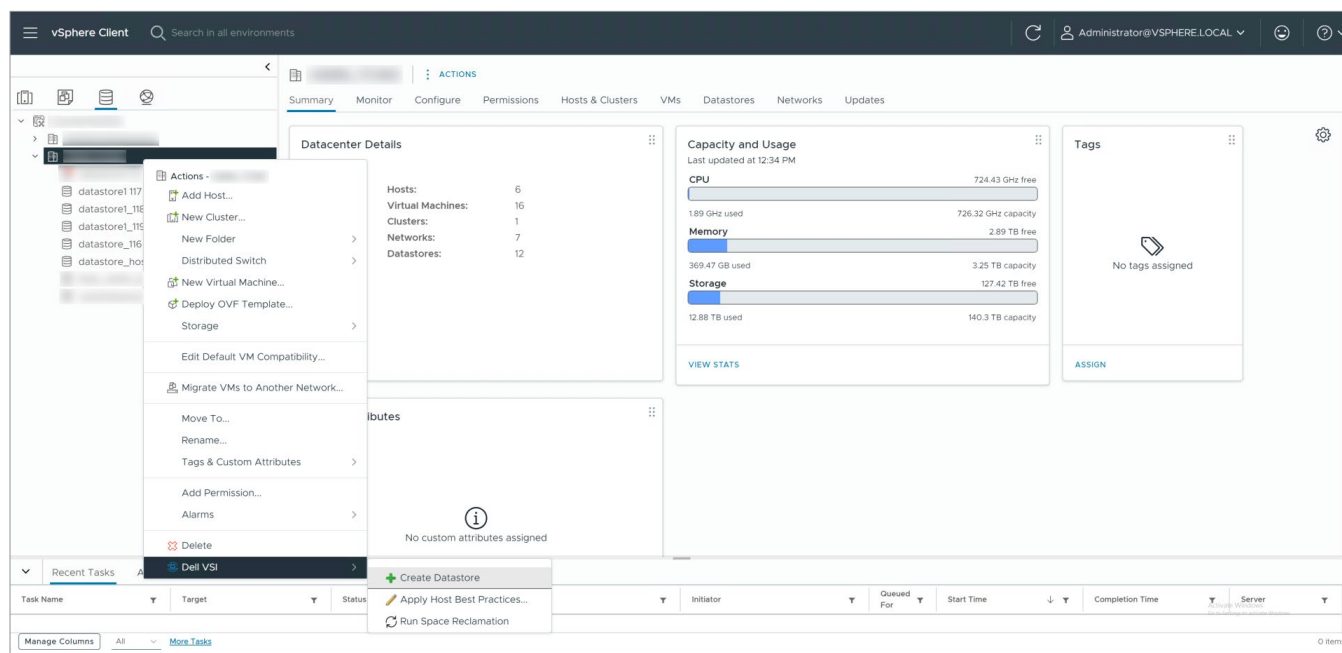 vSphere Client Search in all environments Administrator@VSPHERE.LOCAL
ACTIONS
Summary Monitor Configure Permissions Hosts & Clusters VMs Datastores Networks Updates
Datacenter Details
Hosts: 6
Virtual Machines: 16
Clusters: 1
Networks: 7
Datastores: 12
Capacity and Usage
Last updated at 12:34 PM
CPU 724.43 GHz free
1.89 GHz used 726.32 GHz capacity
Memory 2.89 TB free
369.47 GB used 3.25 TB capacity
Storage 127.42 TB free
12.88 TB used 140.3 TB capacity
VIEW STATS
Tags
No tags assigned
ASSIGN
datastore1 117
datastore1_118
datastore1_119
datastore_116
datastore_hos
Actions -
Add Host...
New Cluster...
New Folder
Distributed Switch
New Virtual Machine...
Deploy OVF Template...
Storage
Edit Default VM Compatibility...
Migrate VMs to Another Network...
Move To...
Rename...
Tags & Custom Attributes
Add Permission...
Alarms
Delete
Dell VSI
ibutes
No custom attributes assigned
Create Datastore
Apply Host Best Practices...
Run Space Reclamation
Recent Tasks A
Task Name Target Status Initiator Queued For Start Time Completion Time Server
Activate Windows
Manage Columns All More Tasks 0 item